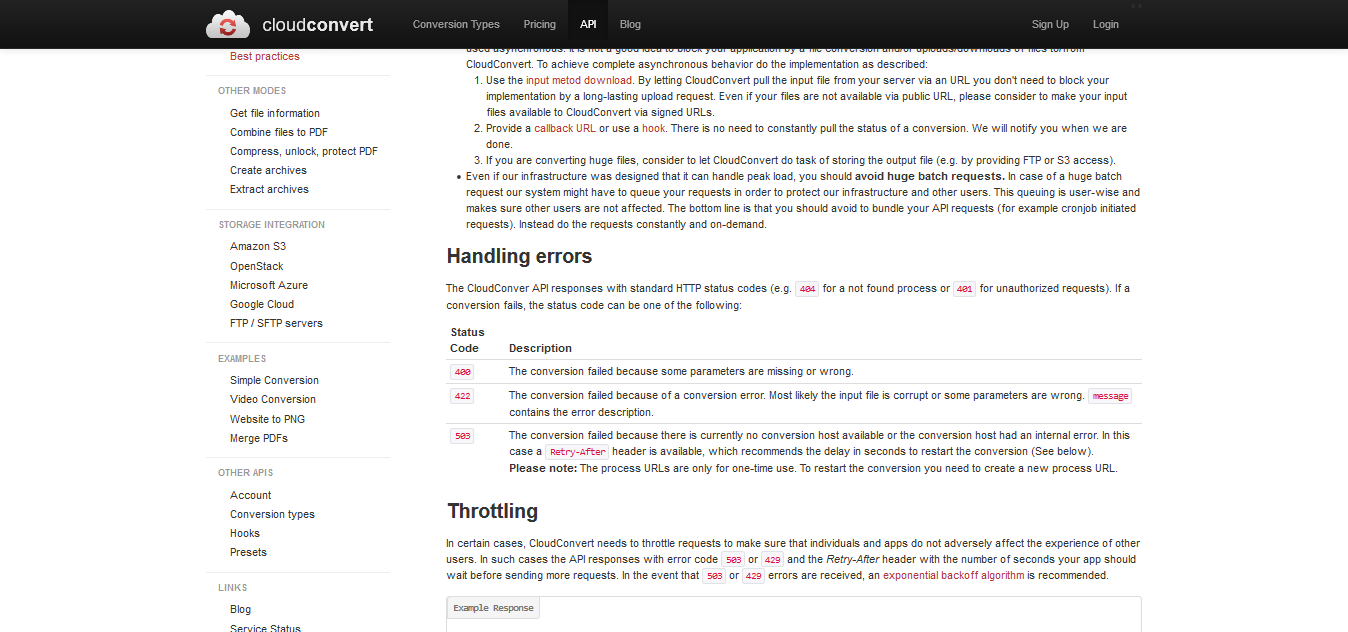 cloudconvert
Conversion Types
Pricing
API
Blog
Sign Up
Login
Best practices
OTHER MODES
Get file information
Combine files to PDF
Compress, unlock, protect PDF
Create archives
Extract archives
STORAGE INTEGRATION
Amazon S3
OpenStack
Microsoft Azure
Google Cloud
FTP / SFTP servers
EXAMPLES
Simple Conversion
Video Conversion
Website to PNG
Merge PDFs
OTHER APIS
Account
Conversion types
Hooks
Presets
LINKS
Blog
Service Status
used asynchronous. It is not a good idea to block your application by a file conversion and/or uploads/downloads of files to/from
CloudConvert. To achieve complete asynchronous behavior do the implementation as described:
1. Use the input metod download. By letting CloudConvert pull the input file from your server via an URL you don't need to block your
implementation by a long-lasting upload request. Even if your files are not available via public URL, please consider to make your input
files available to CloudConvert via signed URLs.
2. Provide a callback URL or use a hook. There is no need to constantly pull the status of a conversion. We will notify you when we are
done.
3. If you are converting huge files, consider to let CloudConvert do task of storing the output file (e.g. by providing FTP or S3 access).
• Even if our infrastructure was designed that it can handle peak load, you should avoid huge batch requests. In case of a huge batch
request our system might have to queue your requests in order to protect our infrastructure and other users. This queuing is user-wise and
makes sure other users are not affected. The bottom line is that you should avoid to bundle your API requests (for example cronjob initiated
requests). Instead do the requests constantly and on-demand.
Handling errors
The CloudConver API responses with standard HTTP status codes (e.g. 404 for a not found process or 401 for unauthorized requests). If a
conversion fails, the status code can be one of the following:
Status
Code Description
400 The conversion failed because some parameters are missing or wrong.
422 The conversion failed because of a conversion error. Most likely the input file is corrupt or some parameters are wrong. message
contains the error description.
503 The conversion failed because there is currently no conversion host available or the conversion host had an internal error. In this
case a Retry-After header is available, which recommends the delay in seconds to restart the conversion (See below).
Please note: The process URLs are only for one-time use. To restart the conversion you need to create a new process URL.
Throttling
In certain cases, CloudConvert needs to throttle requests to make sure that individuals and apps do not adversely affect the experience of other
users. In such cases the API responses with error code 503 or 429 and the Retry-After header with the number of seconds your app should
wait before sending more requests. In the event that 503 or 429 errors are received, an exponential backoff algorithm is recommended.
Example Response